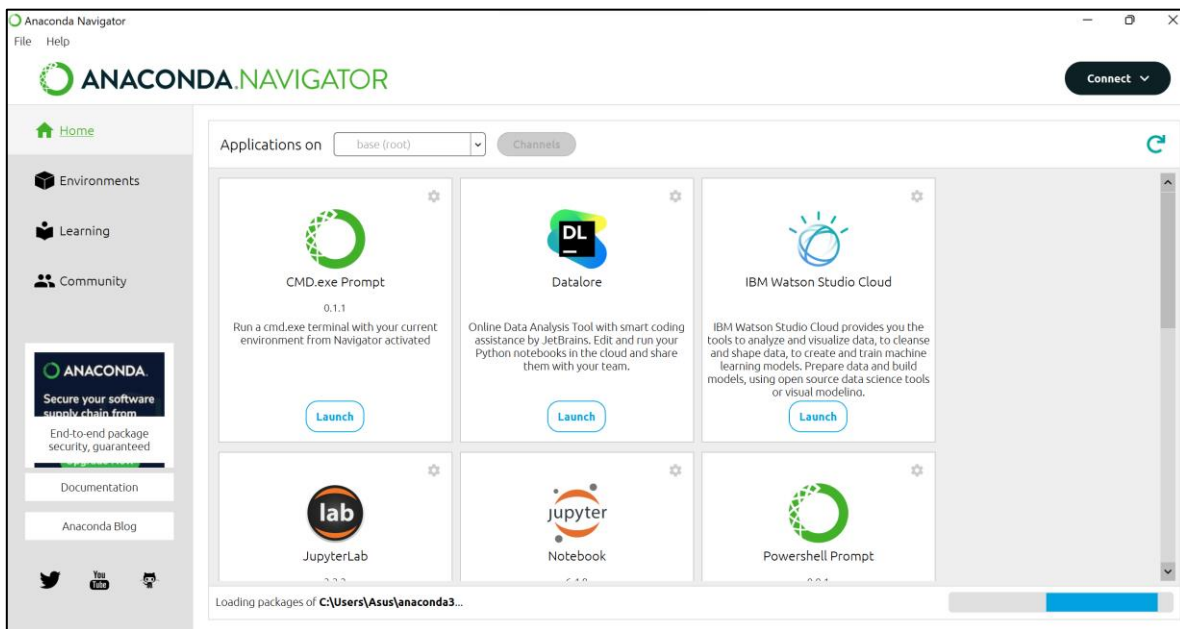 Anaconda Navigator
File Help
ANACONDA.NAVIGATOR
Connect
Home
Environments
Learning
Community
ANACONDA.
Secure your software
supply chain from
End-to-end package
security, guaranteed
Documentation
Anaconda Blog
You
Tube
Applications on base (root) Channels
CMD.exe Prompt
0.1.1
Run a cmd.exe terminal with your current
environment from Navigator activated
Launch
DL
Datalore
Online Data Analysis Tool with smart coding
assistance by JetBrains. Edit and run your
Python notebooks in the cloud and share
them with your team.
Launch
IBM Watson Studio Cloud
IBM Watson Studio Cloud provides you the
tools to analyze and visualize data, to cleanse
and shape data, to create and train machine
learning models. Prepare data and build
models, using open source data science tools
or visual modeling.
Launch
lab
JupyterLab
jupyter
Notebook
Powershell Prompt
Loading packages of C:\Users\Asus\anaconda3...